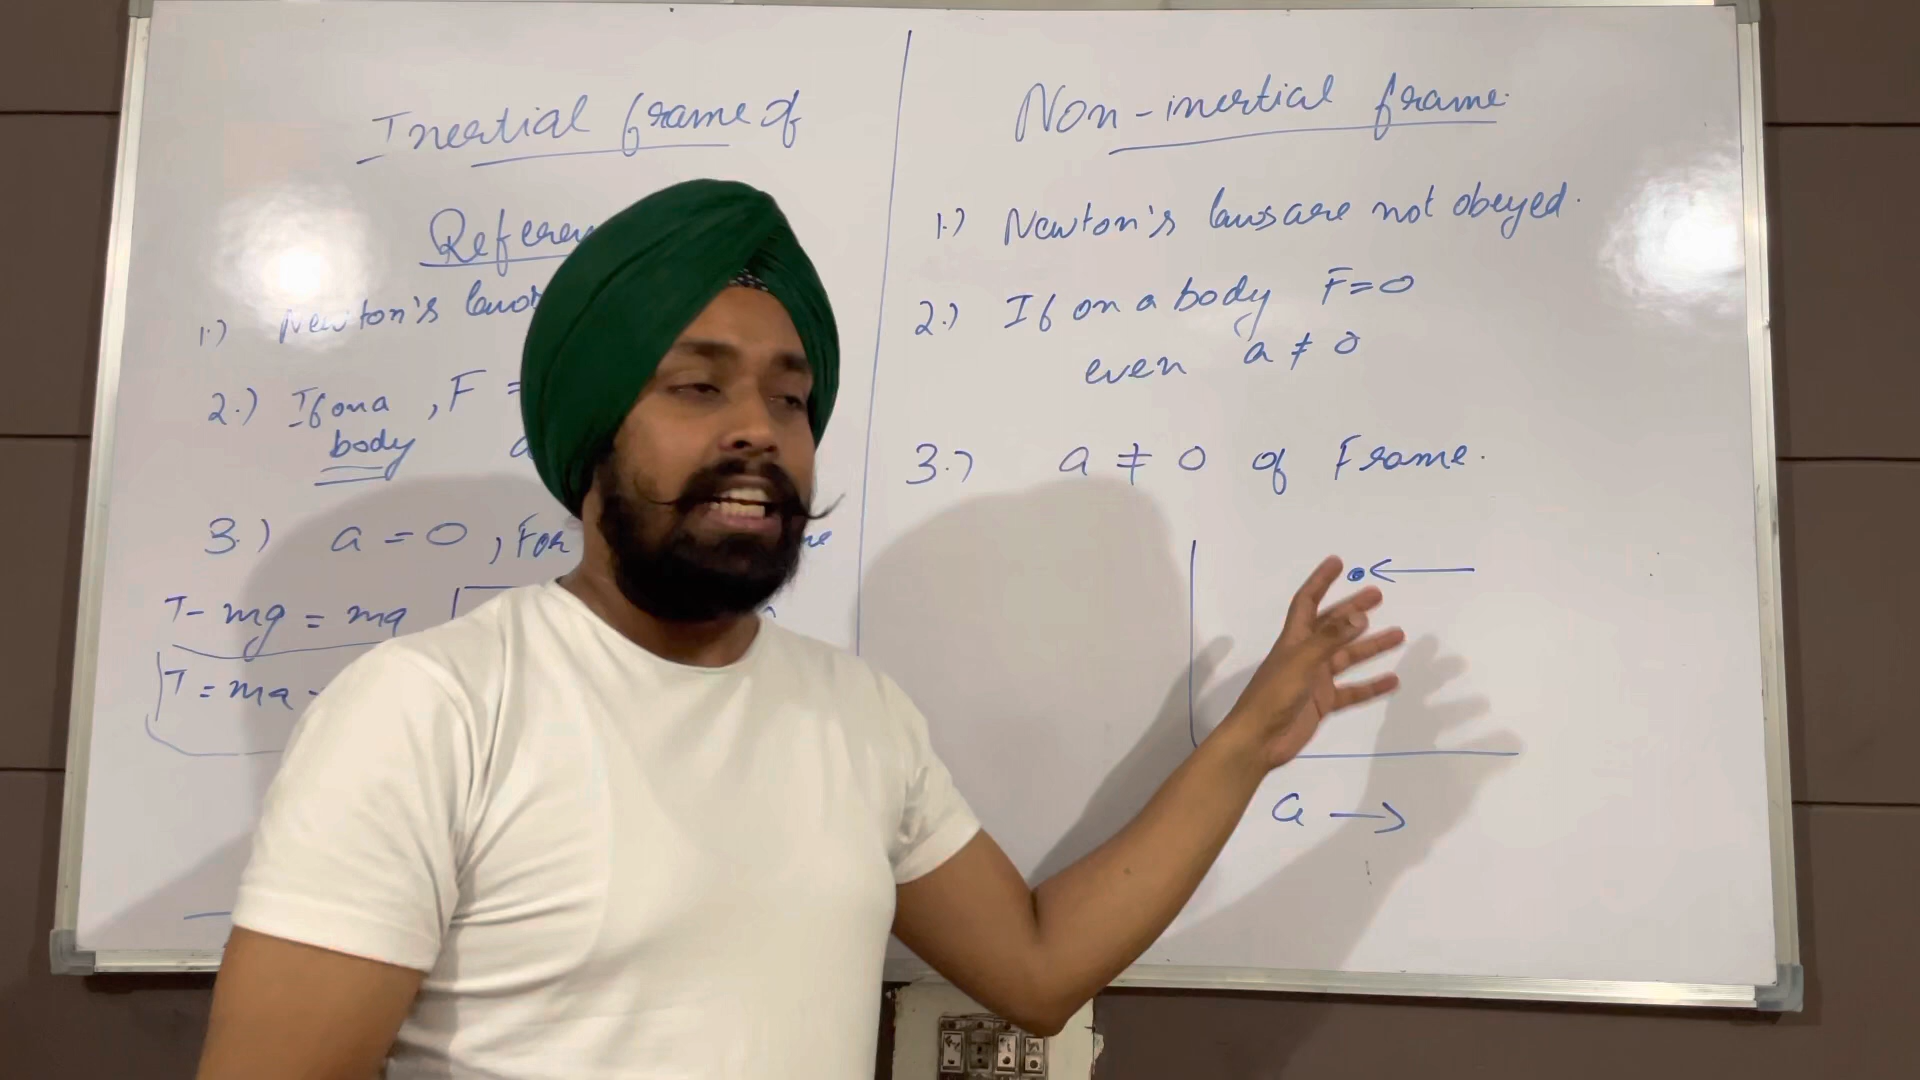 Inertial frame of
Reference
1.) Newton's laws
2.) If on a , F =
body
3.) a = 0 , For
T - mg = ma
T = ma -
Non-inertial frame.
1.) Newton's laws are not obeyed.
2.) If on a body F = 0
even a ≠ 0
3.) a ≠ 0 of Frame.
a →